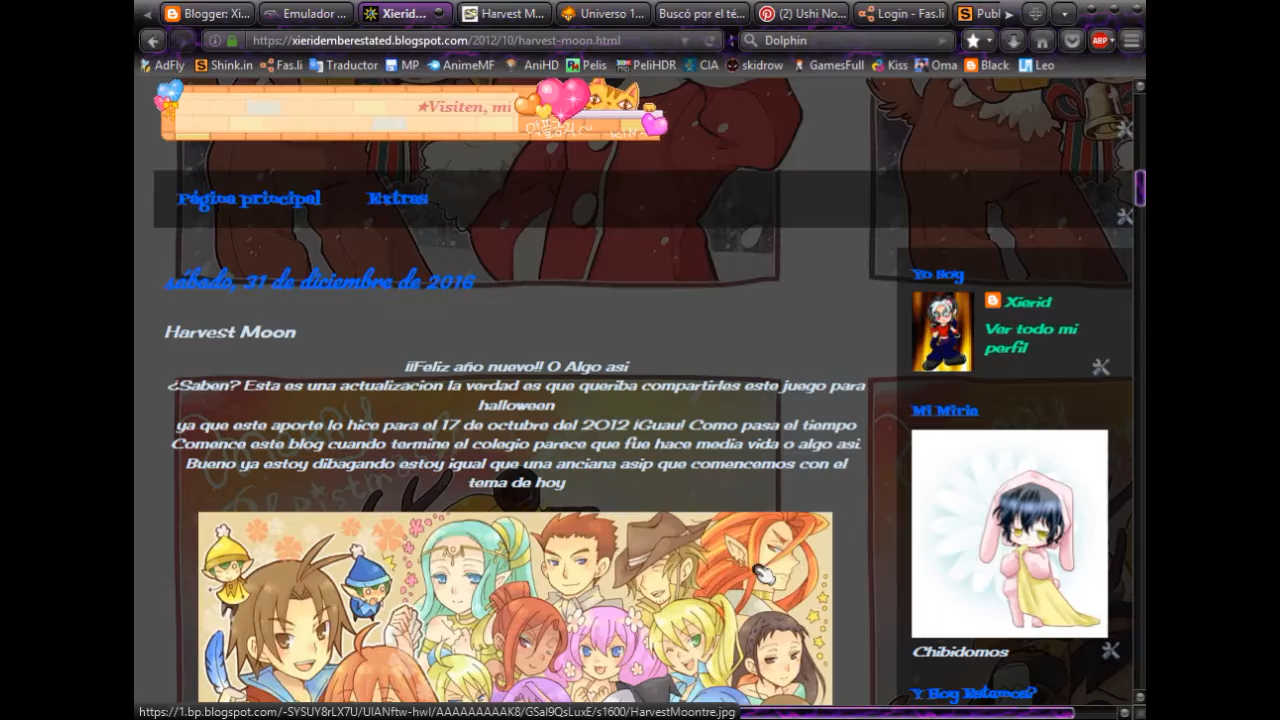 Blogger: Xi...
Emulador ...
Xierid...
Harvest M...
Universo 1...
Buscó por el té...
(2) Ushi No...
Login - Fas.li
Publ
https://xieridemberestated.blogspot.com/2012/10/harvest-moon.html
Dolphin
ABP
AdFly
Shink.in
Fas.li
Traductor
MP
AnimeMF
AniHD
Pelis
PeliHDR
CIA
skidrow
GamesFull
Kiss
Oma
Black
Leo
★Visiten, mi
Página principal
Extras
sábado, 31 de diciembre de 2016
Harvest Moon
¡¡Feliz año nuevo!! O Algo asi
¿Saben? Esta es una actualizacion la verdad es que queriba compartirles este juego para
halloween
ya que este aporte lo hice para el 17 de octubre del 2012 ¡Guau! Como pasa el tiempo
Comence este blog cuando termine el colegio parece que fue hace media vida o algo asi.
Bueno ya estoy dibagando estoy igual que una anciana asip que comencemos con el
tema de hoy
Yo Soy
Xierid
Ver todo mi
perfil
Mi Miria
Chibidomos
Y Hoy Estamos?
https://1.bp.blogspot.com/-SYSUY8rLX7U/UIANftw-hwI/AAAAAAAAAK8/GSaI9QsLuxE/s1600/HarvestMoontre.jpg